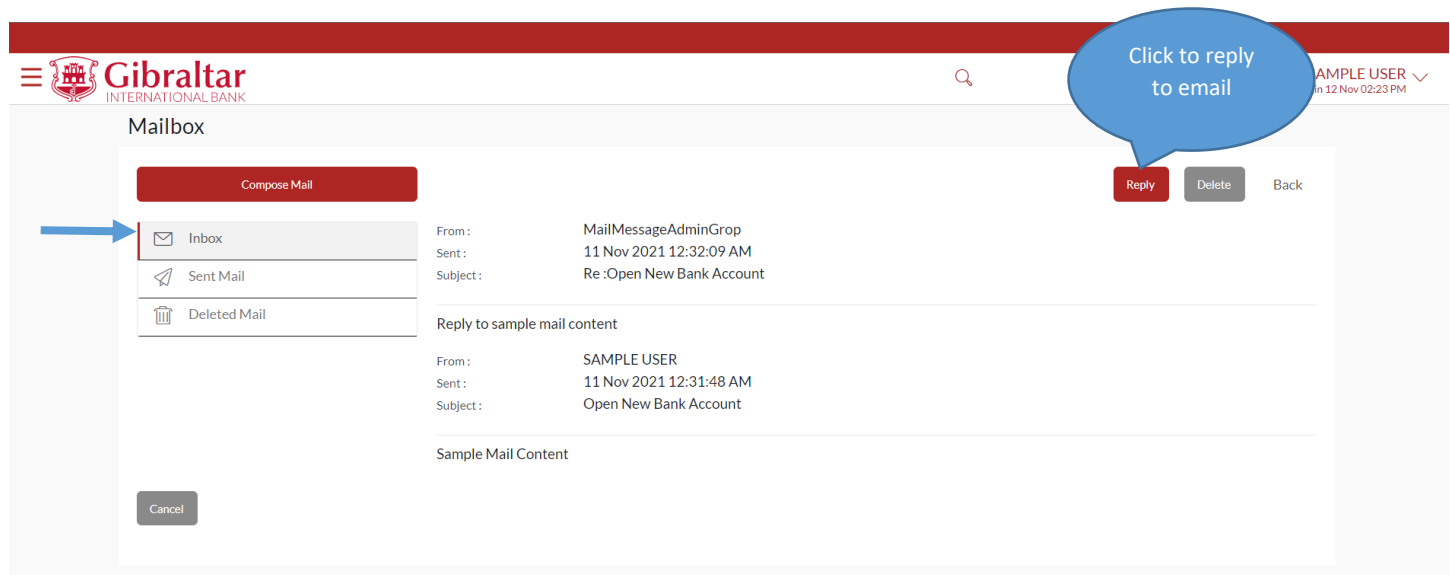 Click to reply
to email
Gibraltar
INTERNATIONAL BANK
AMPLE USER
in 12 Nov 02:23 PM
Mailbox
Compose Mail
Reply Delete Back
Inbox
Sent Mail
Deleted Mail
From : MailMessageAdminGrop
Sent : 11 Nov 2021 12:32:09 AM
Subject : Re :Open New Bank Account
Reply to sample mail content
From : SAMPLE USER
Sent : 11 Nov 2021 12:31:48 AM
Subject : Open New Bank Account
Sample Mail Content
Cancel